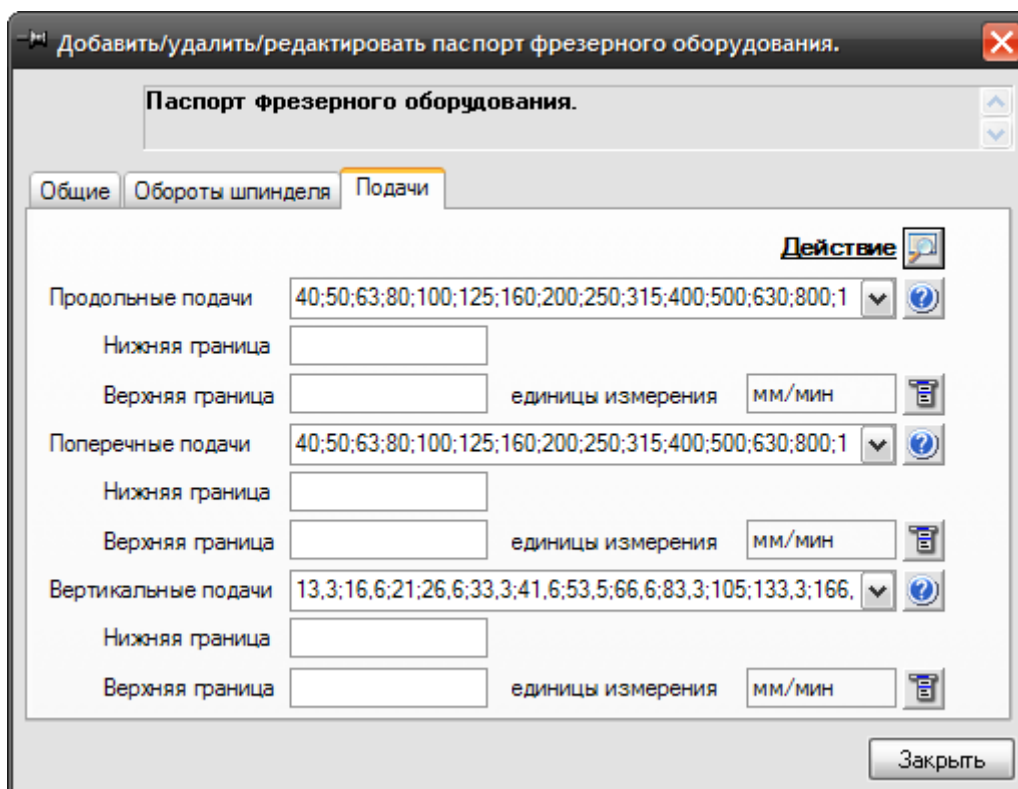 Добавить/удалить/редактировать паспорт фрезерного оборудования.
Паспорт фрезерного оборудования.
Общие Обороты шпинделя Подачи
Действие
Продольные подачи 40;50;63;80;100;125;160;200;250;315;400;500;630;800;1
Нижняя граница
Верхняя граница единицы измерения мм/мин
Поперечные подачи 40;50;63;80;100;125;160;200;250;315;400;500;630;800;1
Нижняя граница
Верхняя граница единицы измерения мм/мин
Вертикальные подачи 13,3;16,6;21;26,6;33,3;41,6;53,5;66,6;83,3;105;133,3;166,
Нижняя граница
Верхняя граница единицы измерения мм/мин
Закрыть